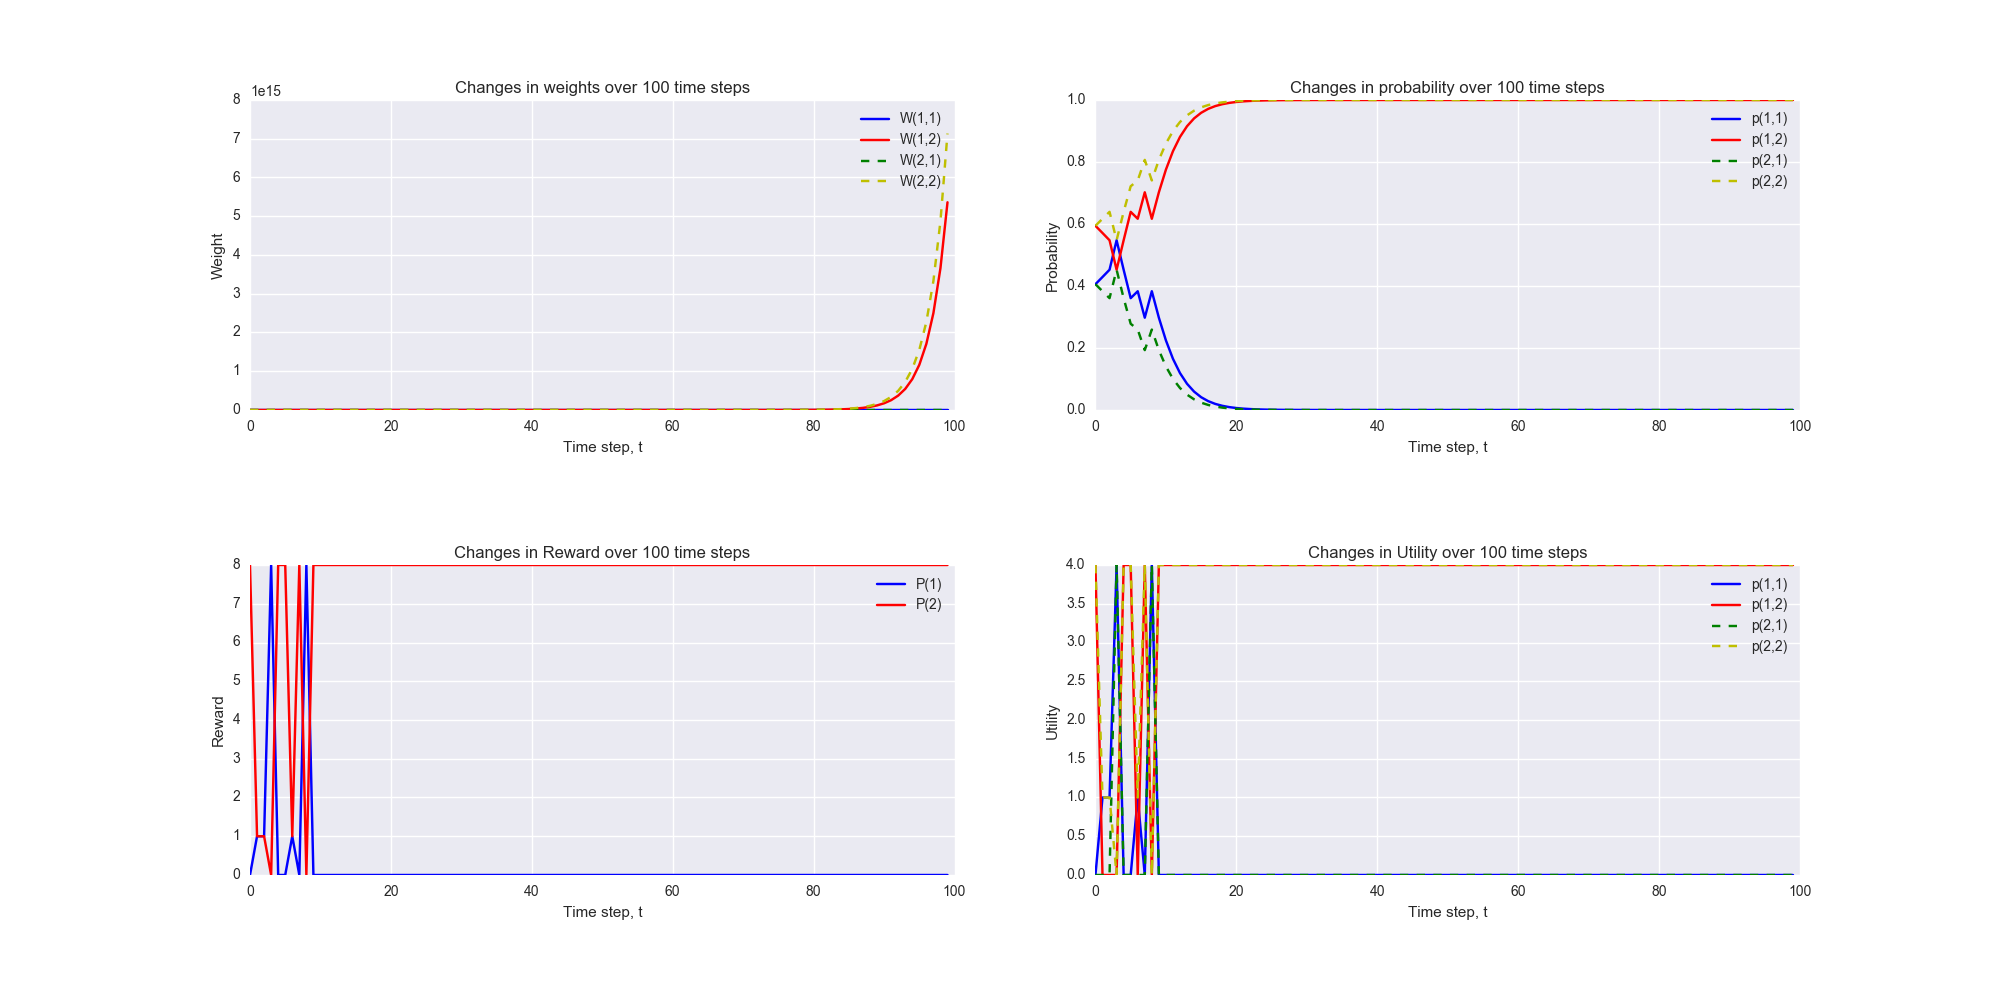 Changes in weights over 100 time steps
1e15
8
7
6
5
4
3
2
1
0
Weight
W(1,1)
W(1,2)
W(2,1)
W(2,2)
0 20 40 60 80 100
Time step, t
Changes in probability over 100 time steps
1.0
0.8
0.6
0.4
0.2
0.0
Probability
p(1,1)
p(1,2)
p(2,1)
p(2,2)
0 20 40 60 80 100
Time step, t
Changes in Reward over 100 time steps
8
7
6
5
4
3
2
1
0
Reward
P(1)
P(2)
0 20 40 60 80 100
Time step, t
Changes in Utility over 100 time steps
4.0
3.5
3.0
2.5
2.0
1.5
1.0
0.5
0.0
Utility
p(1,1)
p(1,2)
p(2,1)
p(2,2)
0 20 40 60 80 100
Time step, t